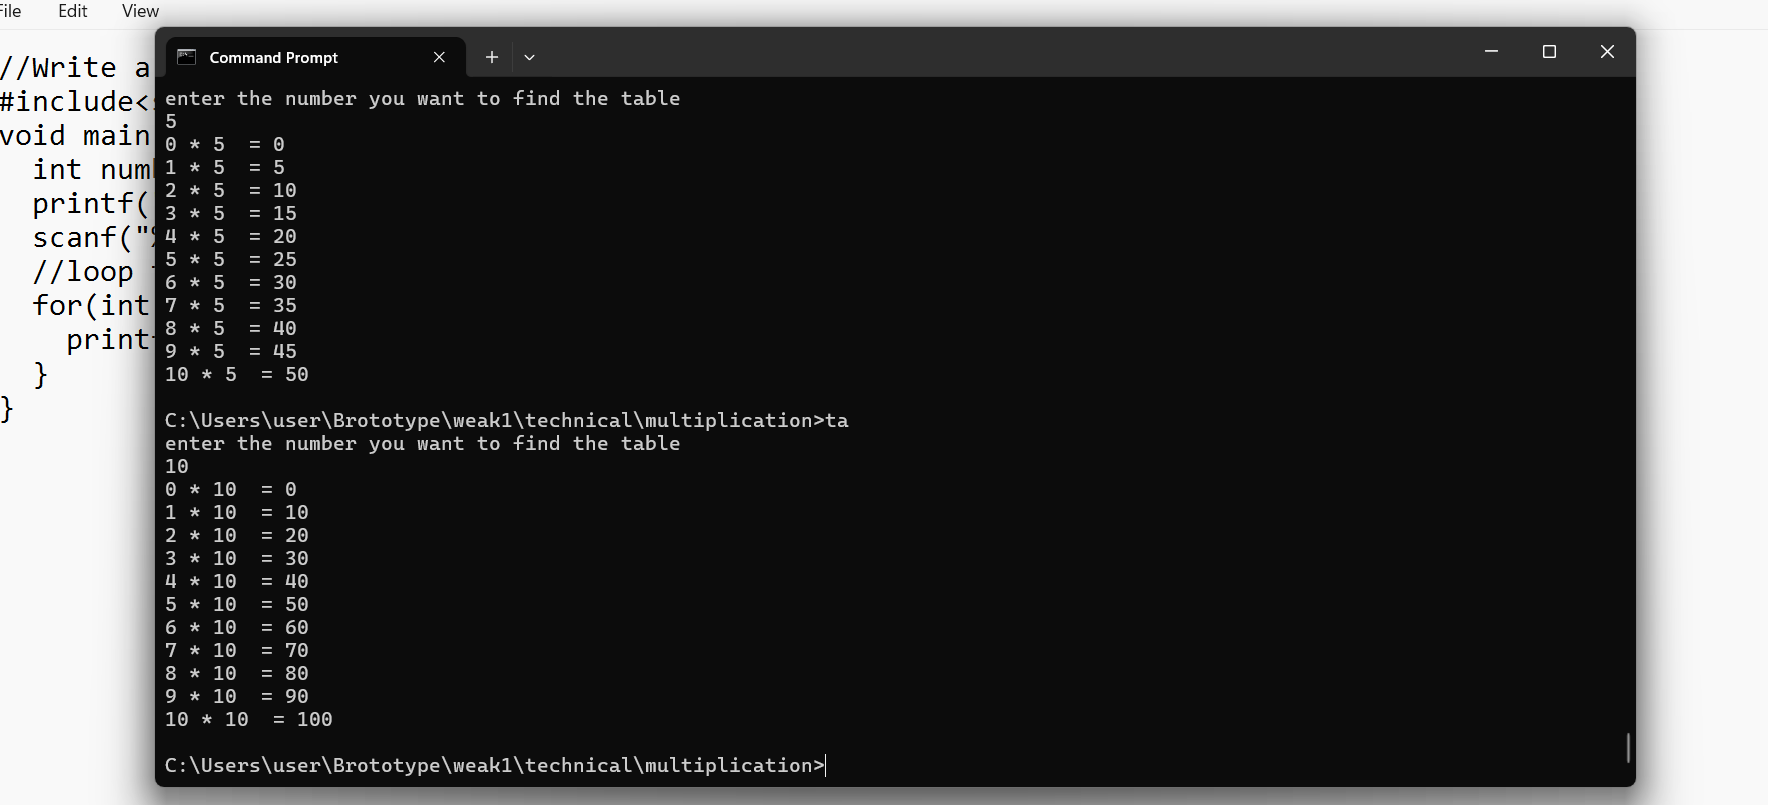 File Edit View
Command Prompt
//Write a
#include<
void main
int num
printf(
scanf("%
//loop
for(int
print
}
}
enter the number you want to find the table
5
0 * 5  = 0
1 * 5  = 5
2 * 5  = 10
3 * 5  = 15
4 * 5  = 20
5 * 5  = 25
6 * 5  = 30
7 * 5  = 35
8 * 5  = 40
9 * 5  = 45
10 * 5  = 50
C:\Users\user\Brototype\weak1\technical\multiplication>ta
enter the number you want to find the table
10
0 * 10  = 0
1 * 10  = 10
2 * 10  = 20
3 * 10  = 30
4 * 10  = 40
5 * 10  = 50
6 * 10  = 60
7 * 10  = 70
8 * 10  = 80
9 * 10  = 90
10 * 10  = 100
C:\Users\user\Brototype\weak1\technical\multiplication>